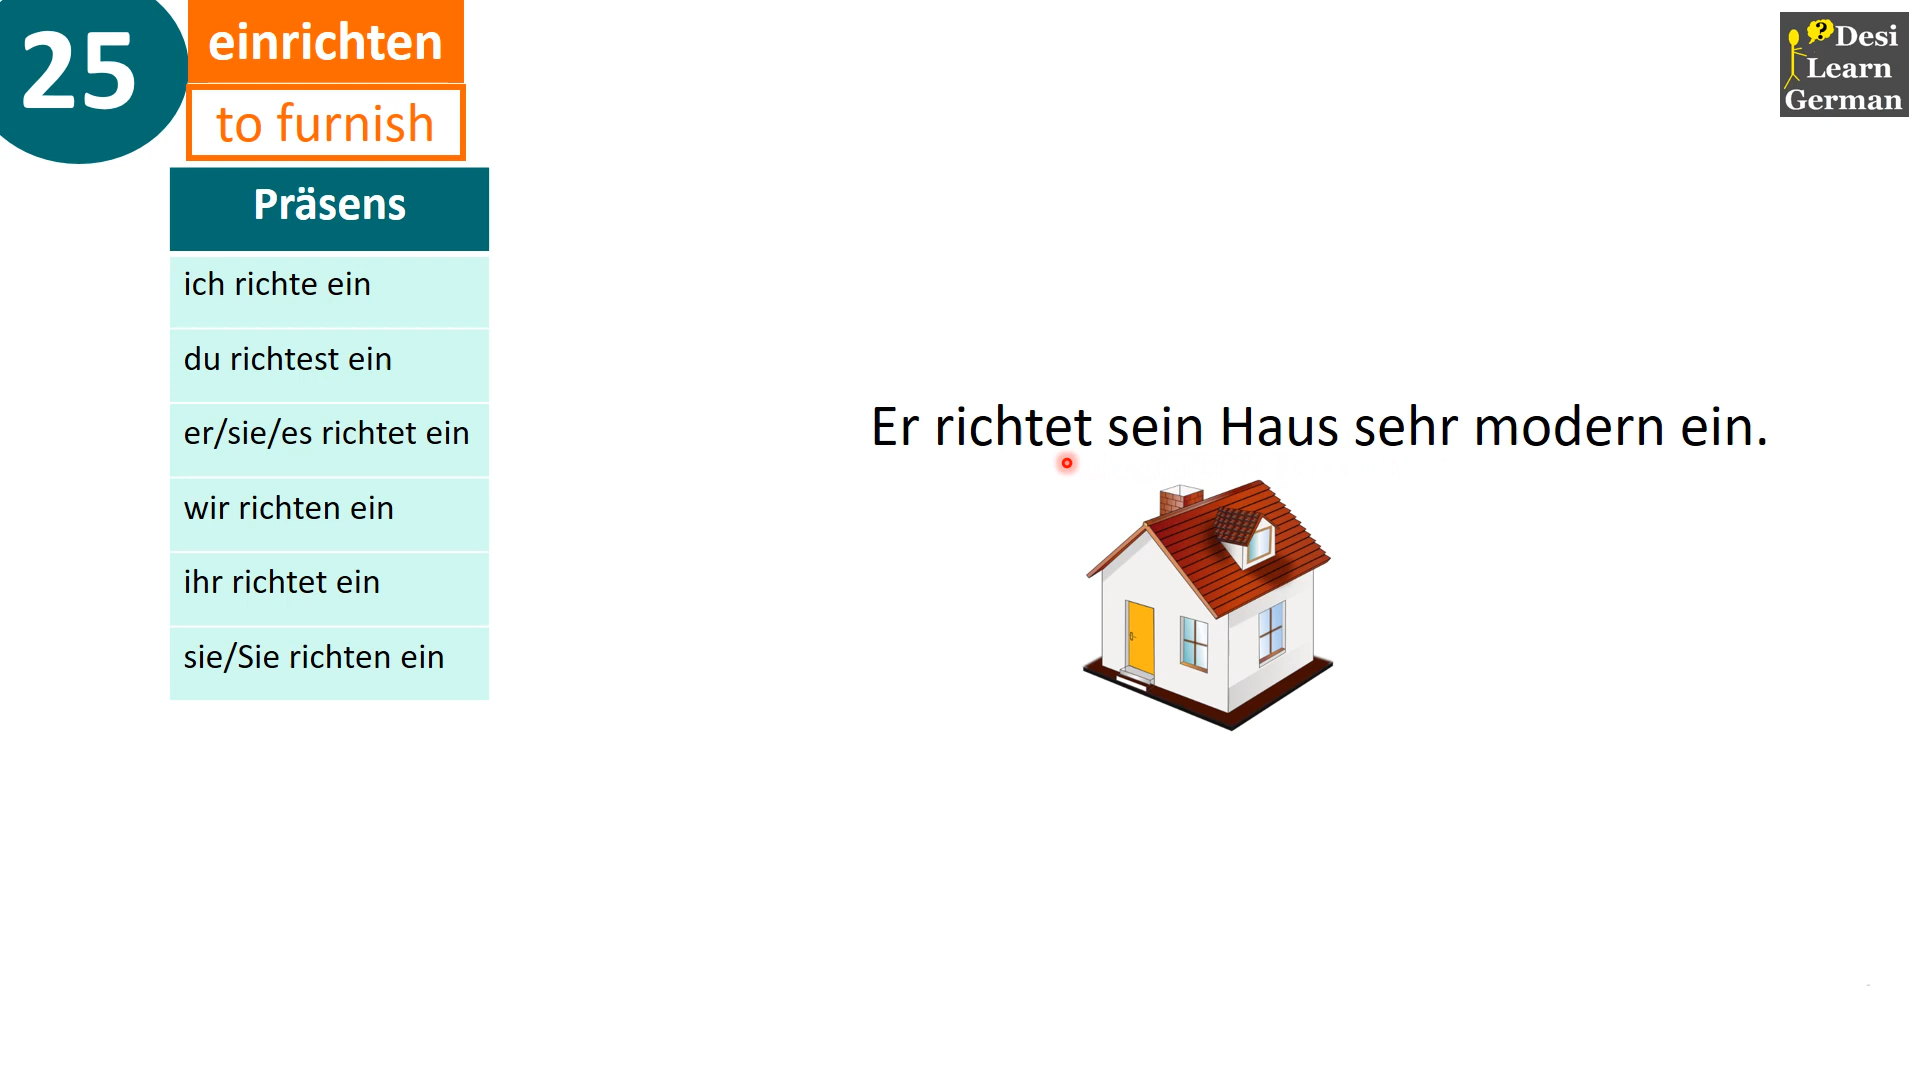 25
einrichten
to furnish
Präsens
ich richte ein
du richtest ein
er/sie/es richtet ein
wir richten ein
ihr richtet ein
sie/Sie richten ein
Er richtet sein Haus sehr modern ein.
?
Desi
Learn
German